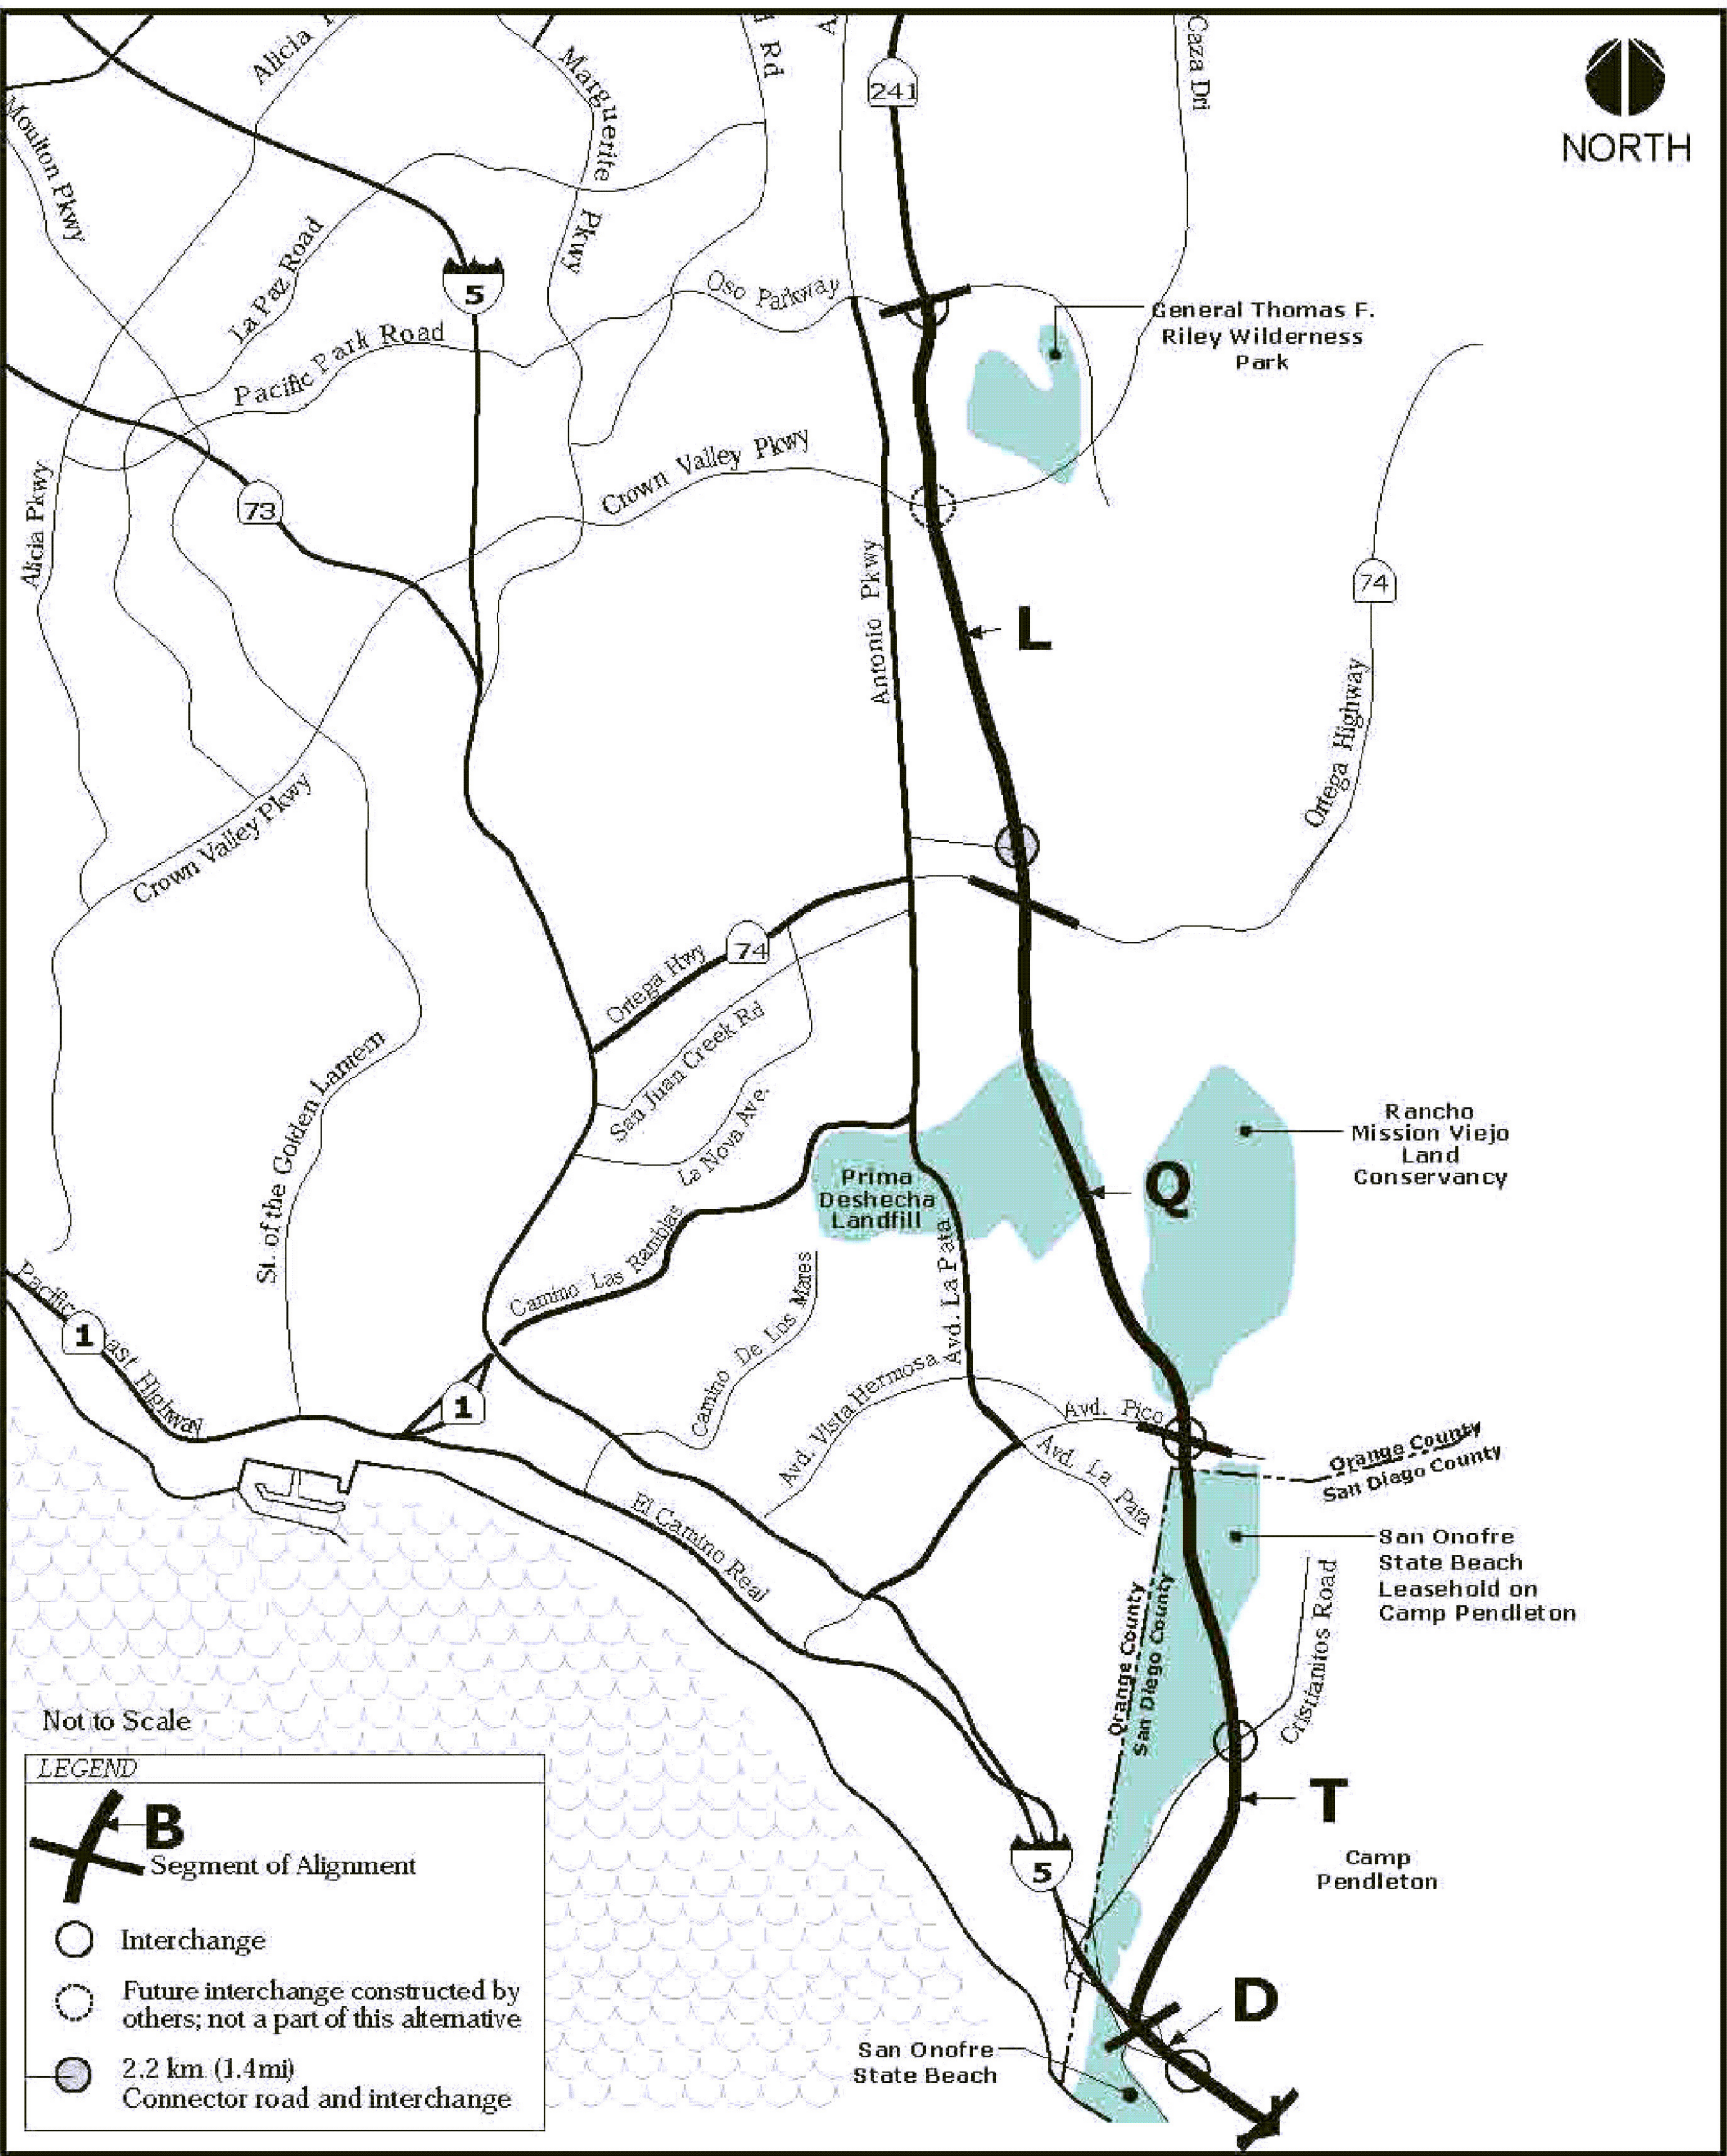 Alicia
Marguerite
Pkwy
Rd
241
Caza Dri
NORTH
Moulton Pkwy
La Paz Road
5
Oso Parkway
General Thomas F.
Riley Wilderness
Park
Pacific Park Road
Crown Valley Pkwy
Alicia Pkwy
73
Antonio Pkwy
L
74
Ortega Highway
Crown Valley Pkwy
Ortega Hwy
74
San Juan Creek Rd
La Nova Ave.
St. of the Golden Lantern
Rancho
Mission Viejo
Land
Conservancy
Prima
Deshecha
Landfill
Q
Avd. La Pata
Camino Las Ramblas
Camino De Los Mares
Pacific
1
ast Highway
1
Avd. Vista Hermosa
Avd. Pico
Avd. La Pata
Orange County
San Diago County
El Camino Real
San Onofre
State Beach
Leasehold on
Camp Pendleton
Orange County
San Diego County
Cristianitos Road
T
Camp
Pendleton
5
D
San Onofre
State Beach
Not to Scale
LEGEND
B
Segment of Alignment
Interchange
Future interchange constructed by
others; not a part of this alternative
2.2 km (1.4mi)
Connector road and interchange